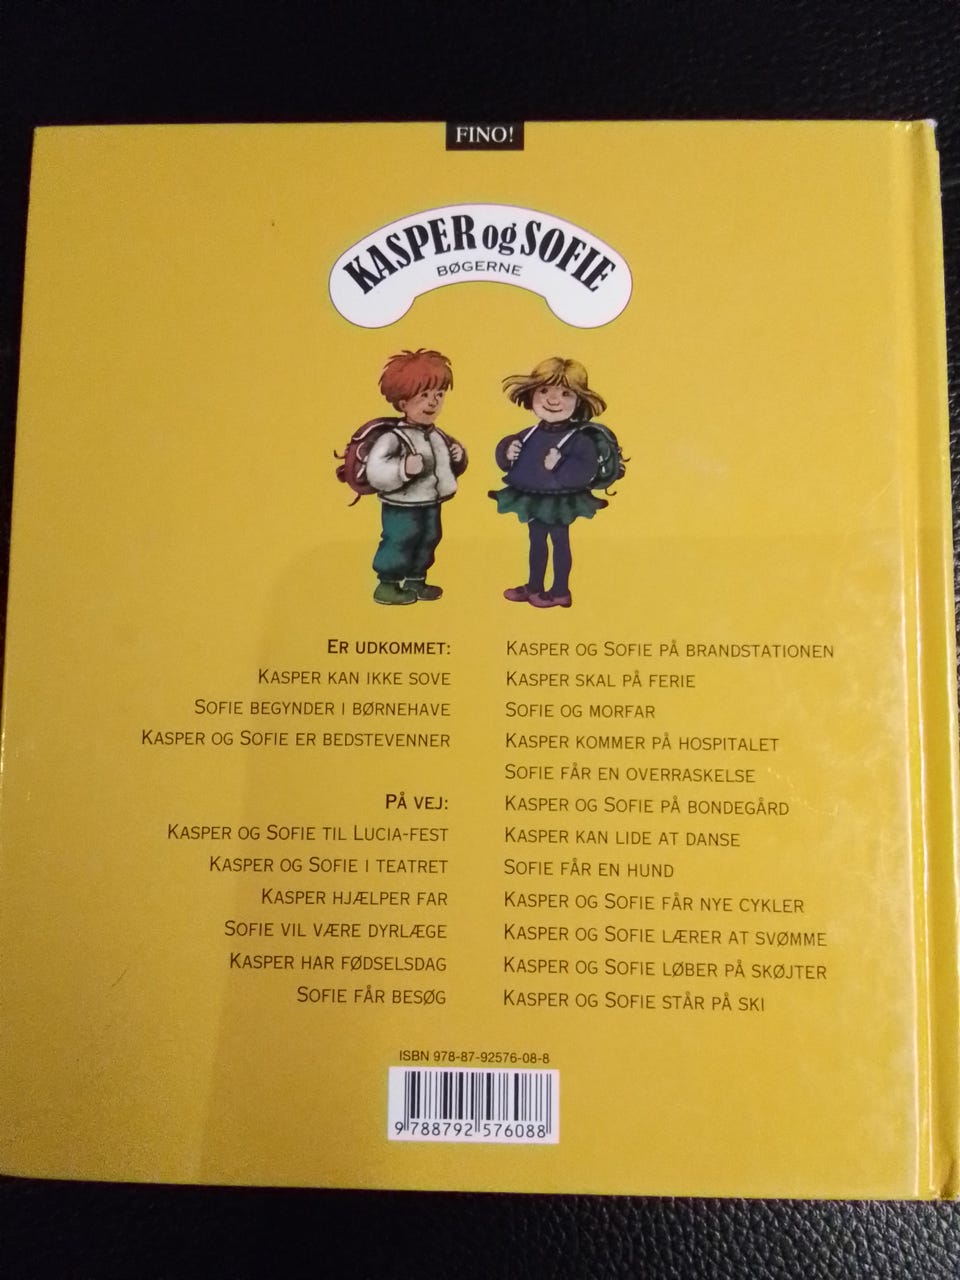 FINO!
KASPER og SOFIE
BØGERNE
ER UDKOMMET:
KASPER KAN IKKE SOVE
SOFIE BEGYNDER I BØRNEHAVE
KASPER OG SOFIE ER BEDSTEVENNER
PÅ VEJ:
KASPER OG SOFIE TIL LUCIA-FEST
KASPER OG SOFIE I TEATRET
KASPER HJÆLPER FAR
SOFIE VIL VÆRE DYRLÆGE
KASPER HAR FØDSELSDAG
SOFIE FÅR BESØG
KASPER OG SOFIE PÅ BRANDSTATIONEN
KASPER SKAL PÅ FERIE
SOFIE OG MORFAR
KASPER KOMMER PÅ HOSPITALET
SOFIE FÅR EN OVERRASKELSE
KASPER OG SOFIE PÅ BONDEGÅRD
KASPER KAN LIDE AT DANSE
SOFIE FÅR EN HUND
KASPER OG SOFIE FÅR NYE CYKLER
KASPER OG SOFIE LÆRER AT SVØMME
KASPER OG SOFIE LØBER PÅ SKØJTER
KASPER OG SOFIE STÅR PÅ SKI
ISBN 978-87-92576-08-8
9 788792 576088